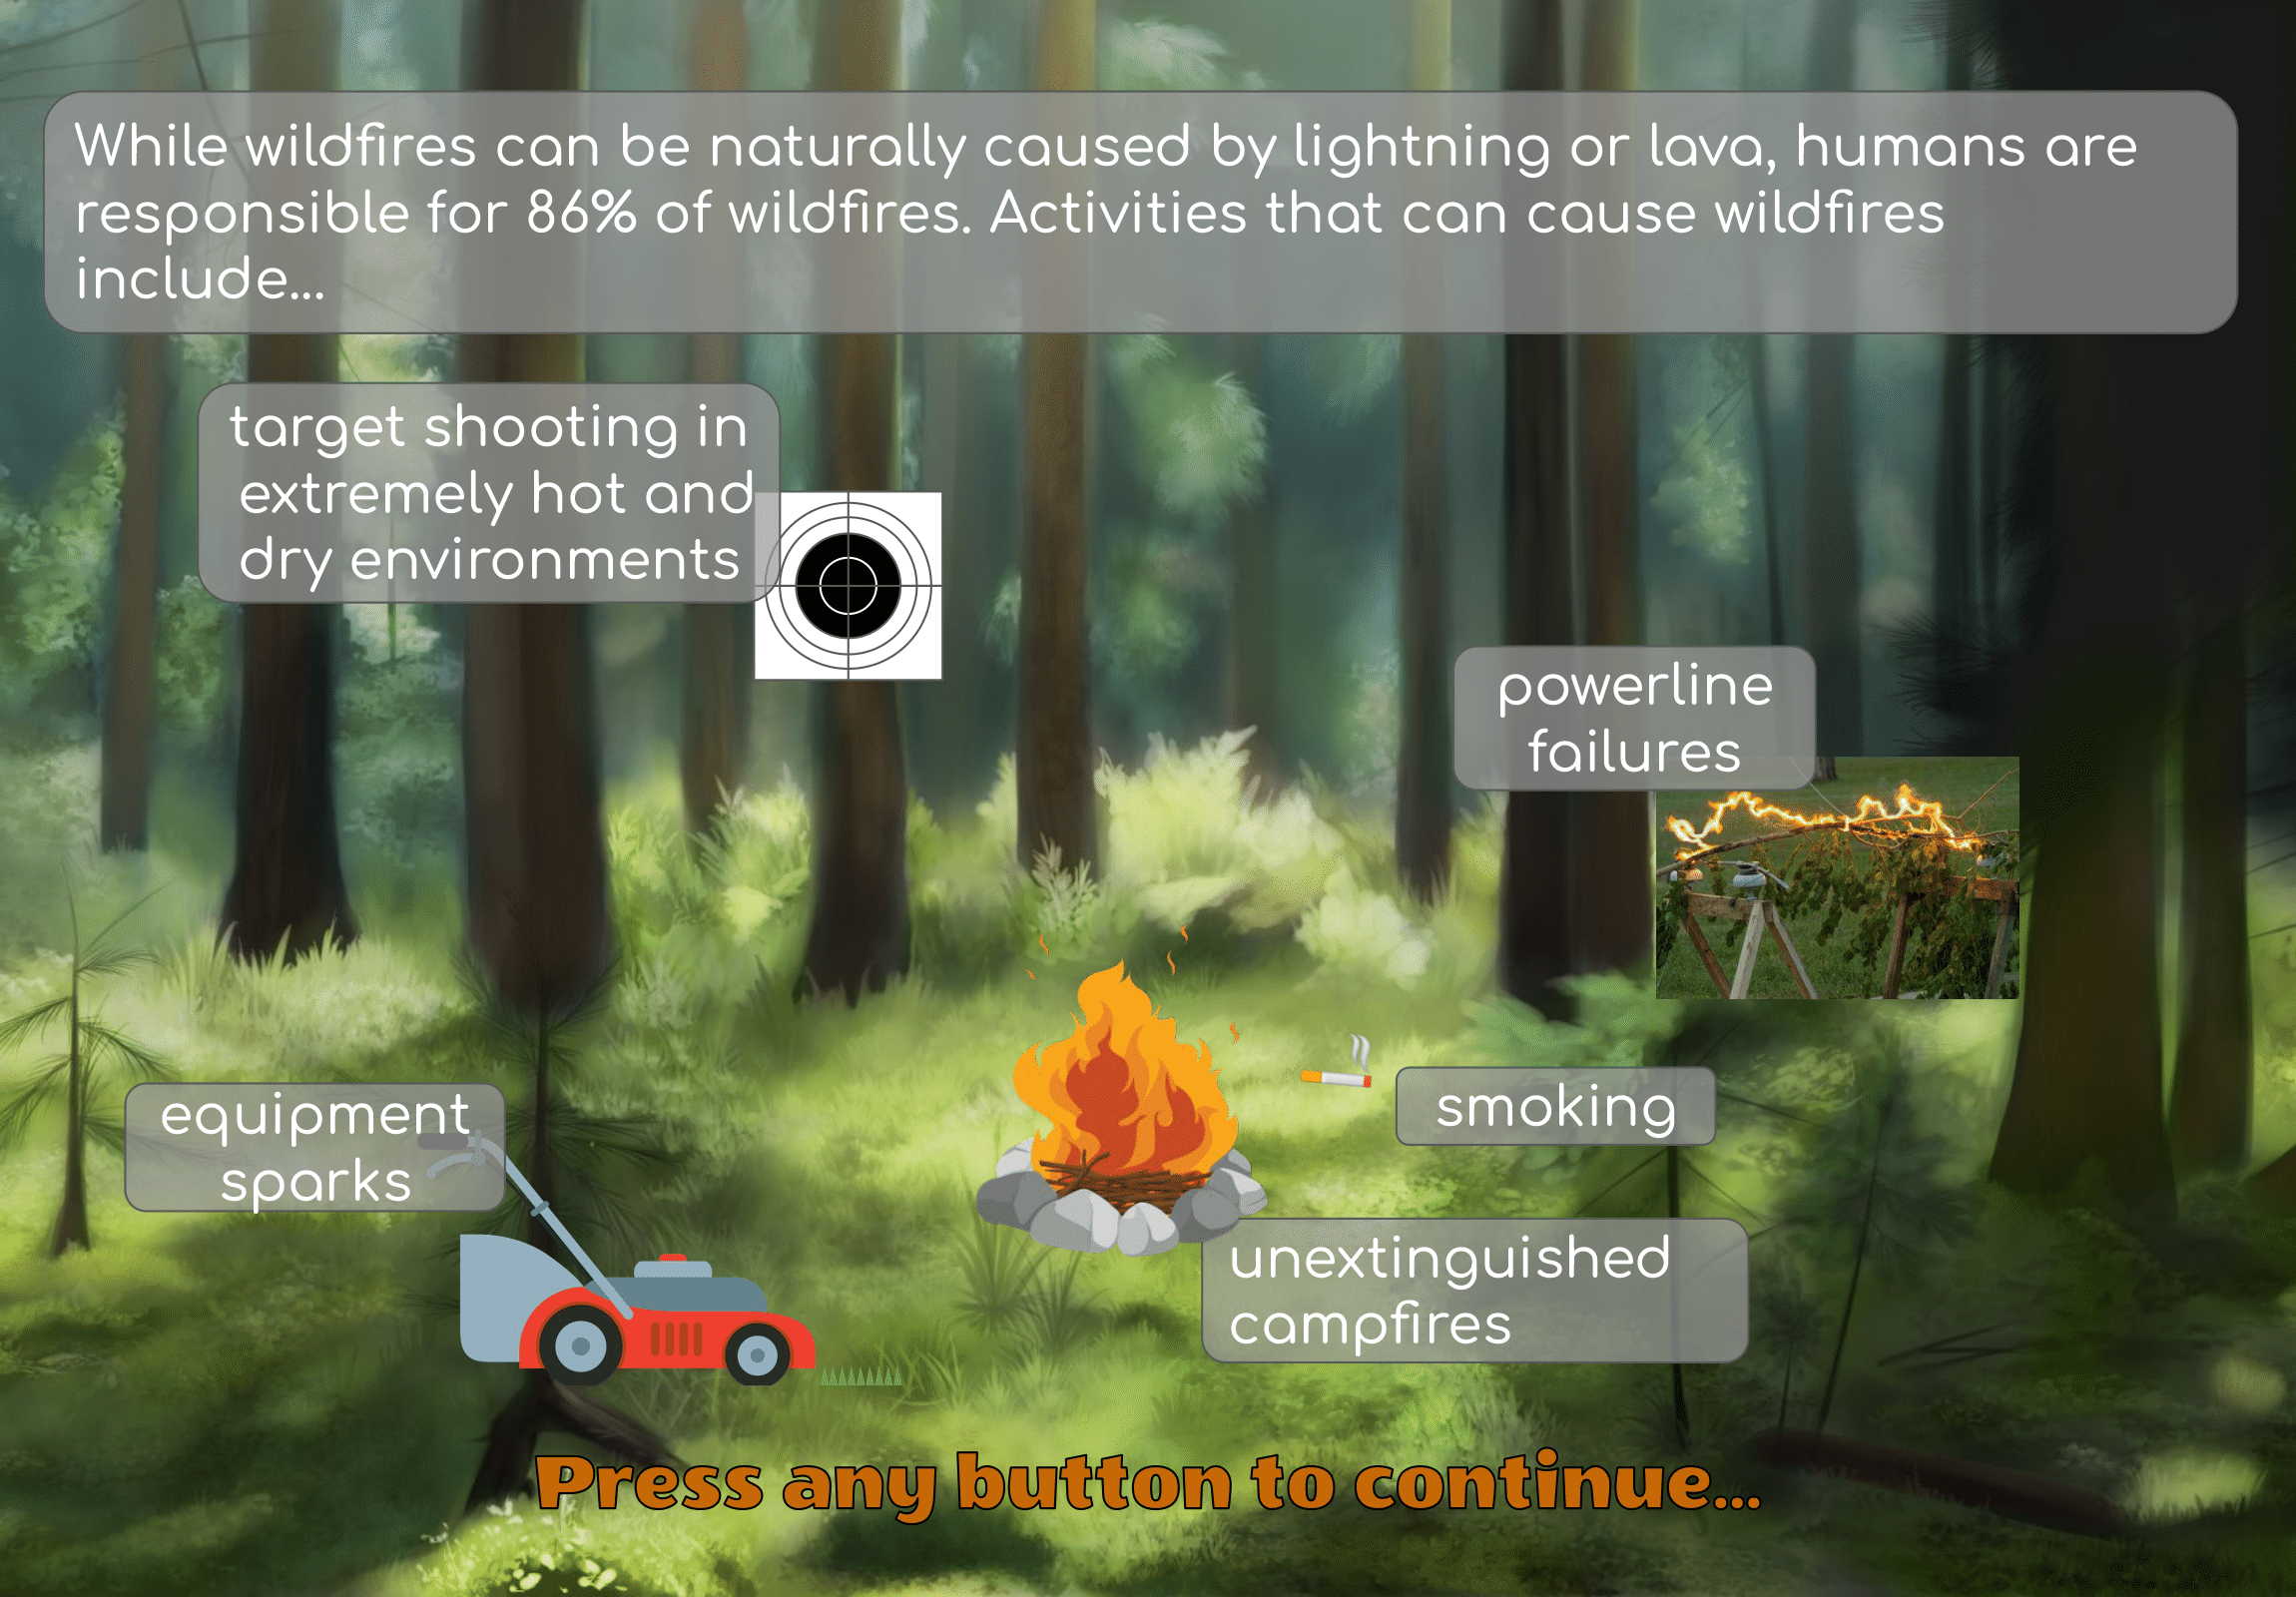 While wildfires can be naturally caused by lightning or lava, humans are
responsible for 86% of wildfires. Activities that can cause wildfires
include...
target shooting in
extremely hot and
dry environments
powerline
failures
equipment
sparks
smoking
unextinguished
campfires
Press any button to continue...